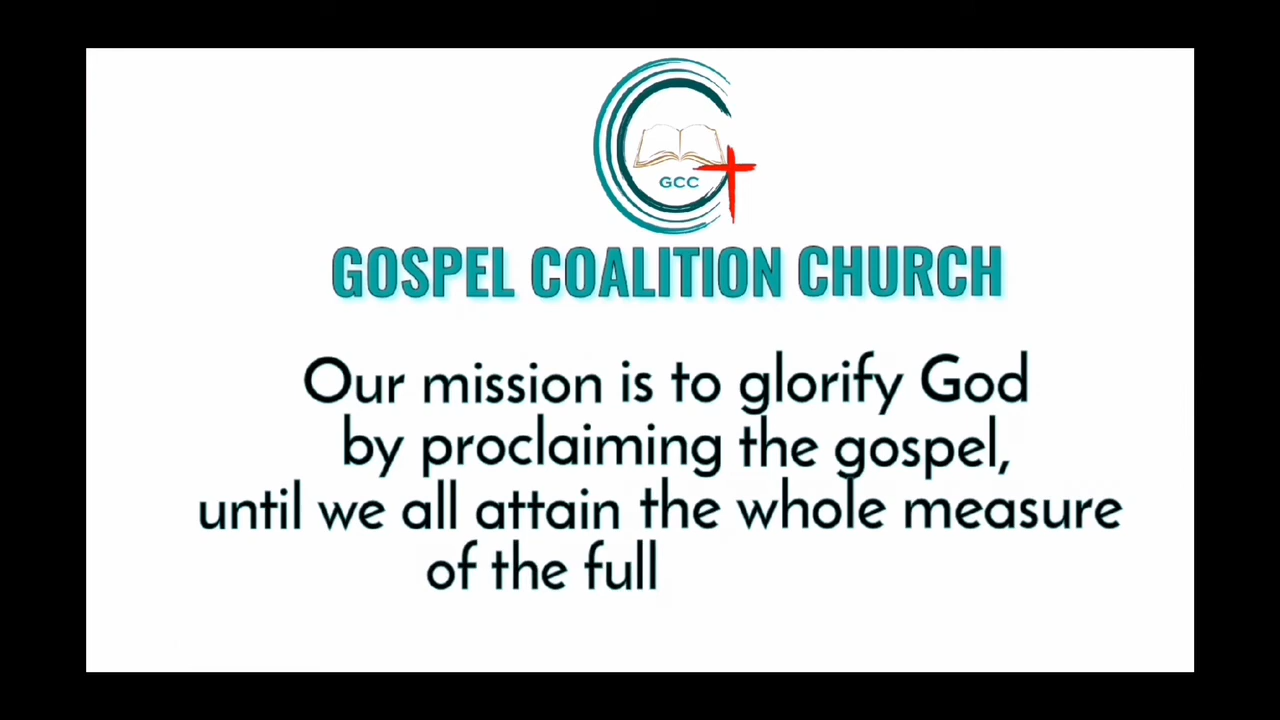 GCC
GOSPEL COALITION CHURCH
Our mission is to glorify God
by proclaiming the gospel,
until we all attain the whole measure
of the full